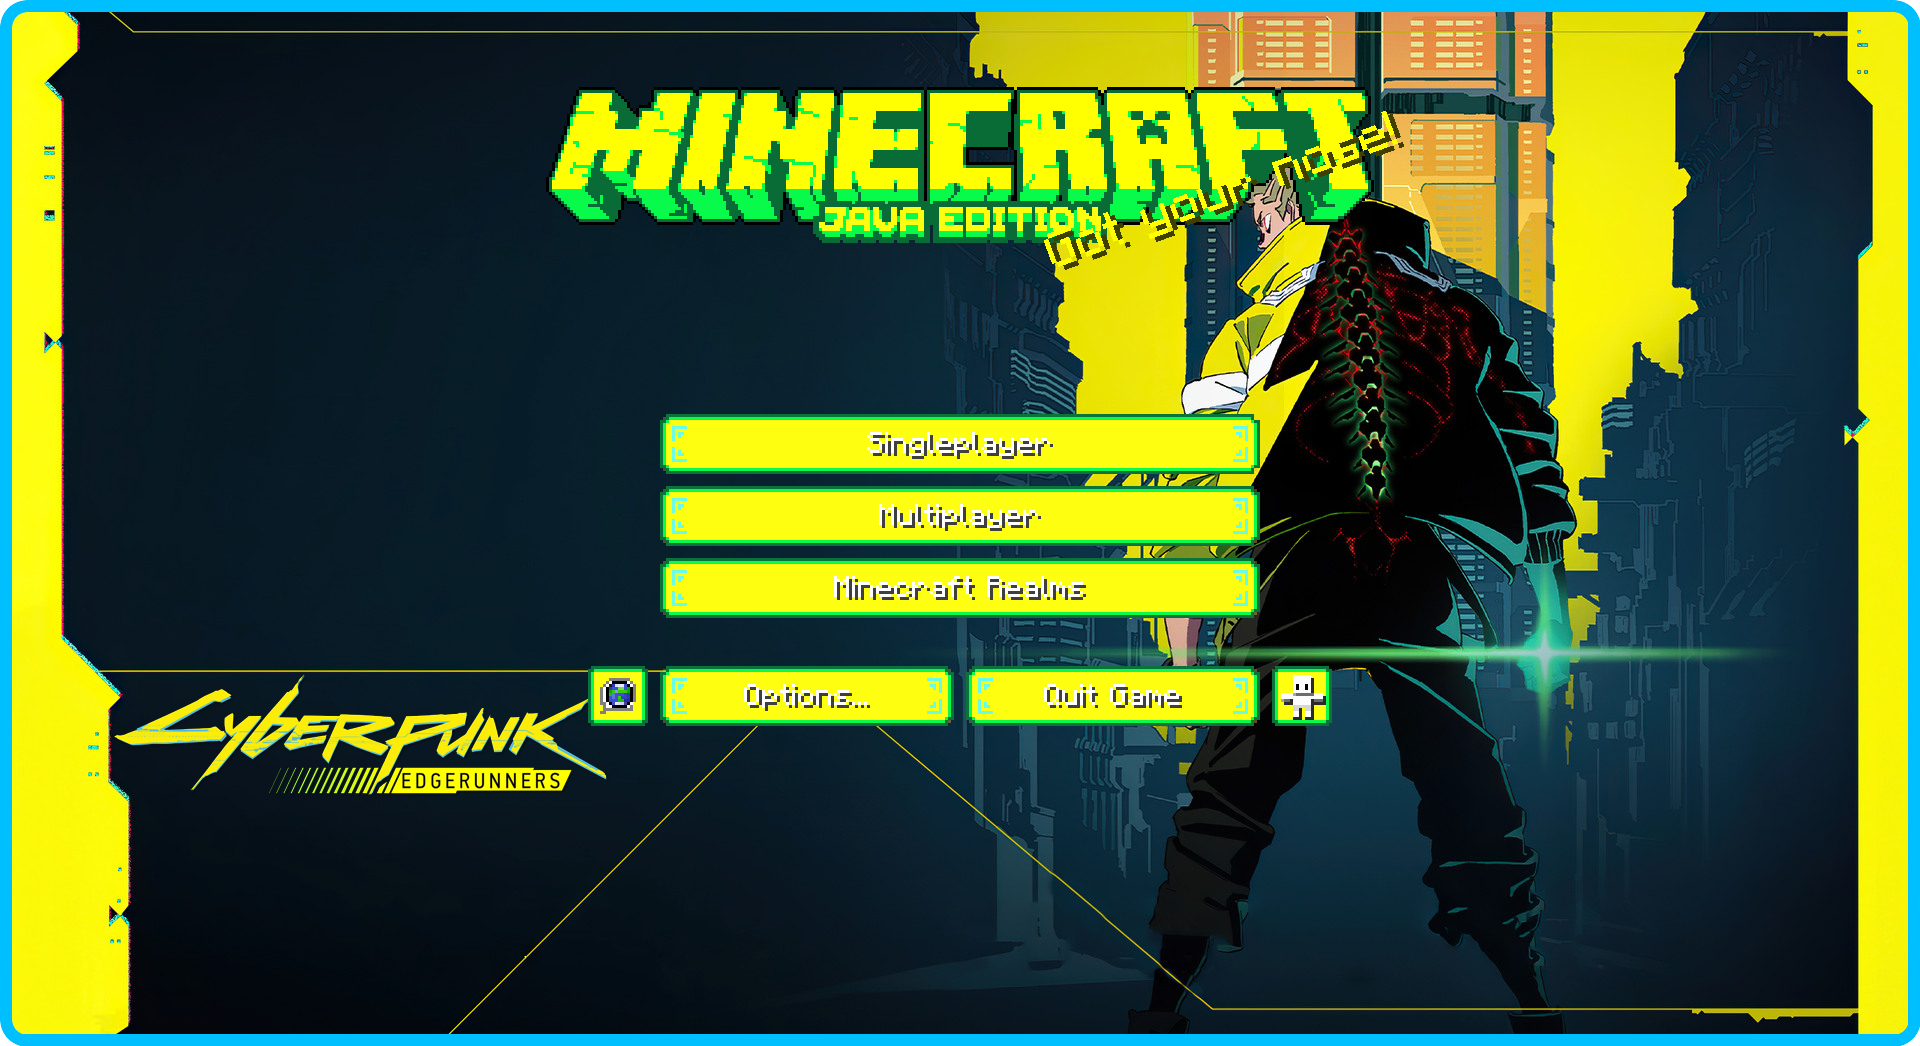 MINECRAFT
JAVA EDITION
Got your nose!
Singleplayer
Multiplayer
Minecraft Realms
Options...
Quit Game
Cyberpunk
EDGERUNNERS